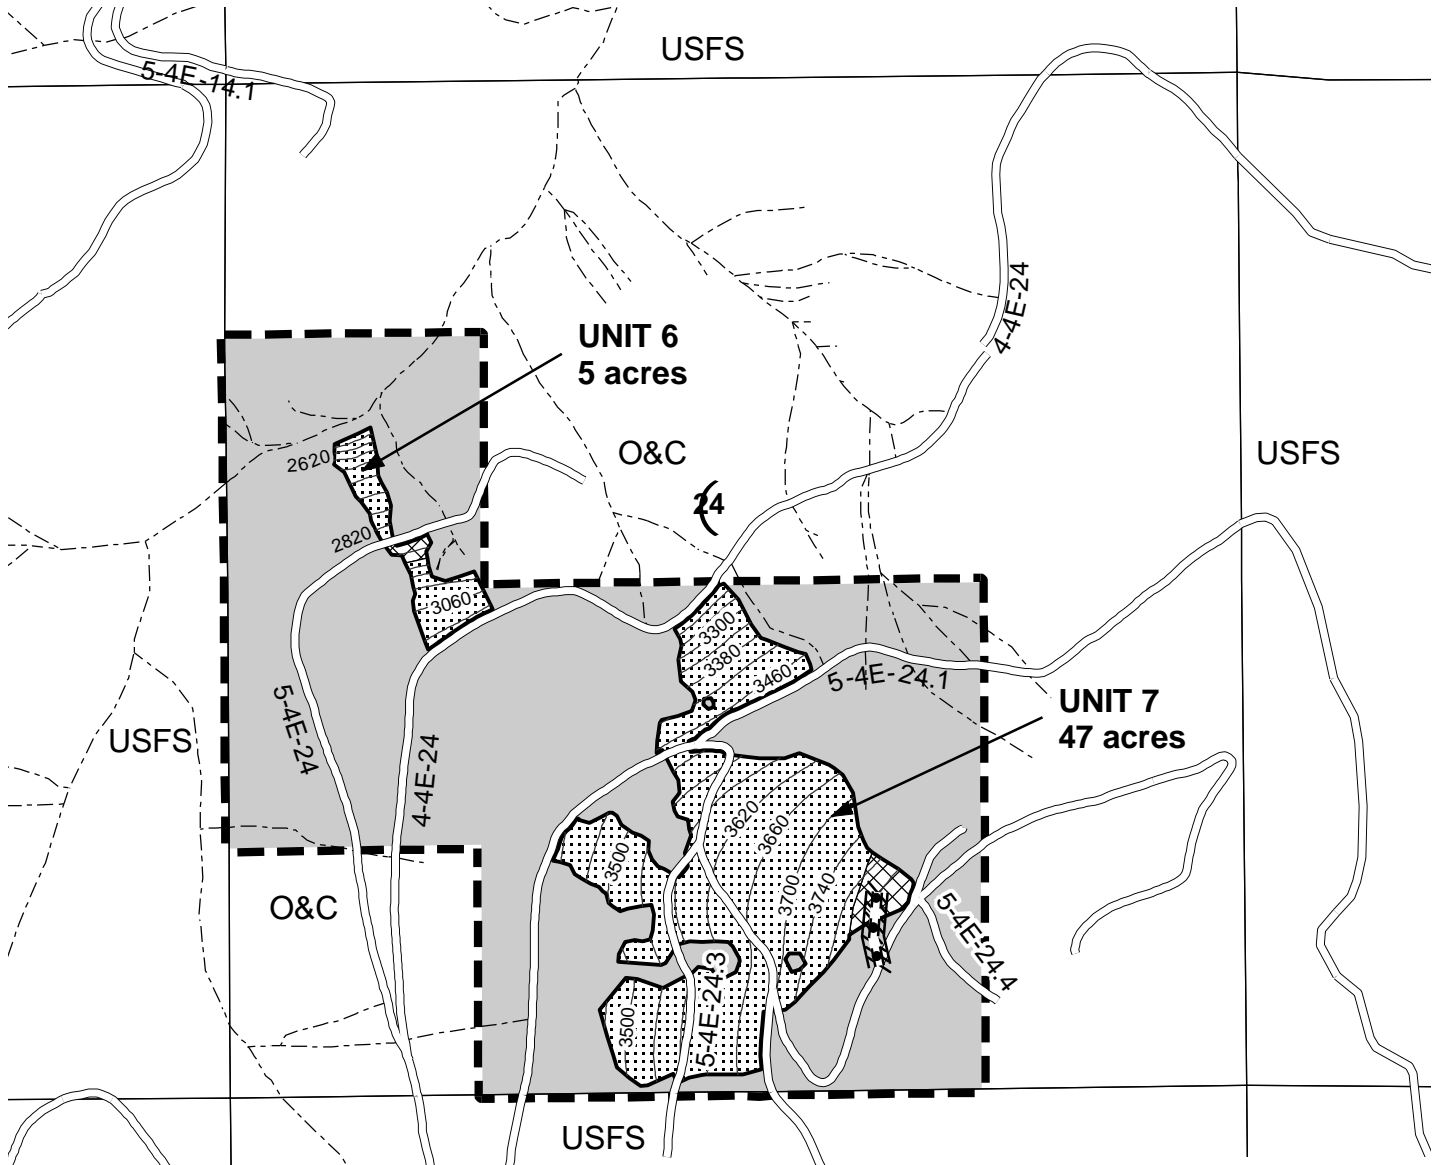 USFS
5-4E-14.1
4-4E-24
UNIT 6
5 acres
O&C
USFS
2620
24
2820
3060
3300
3380
3460
5-4E-24.1
5-4E-24
UNIT 7
47 acres
USFS
4-4E-24
3620
3660
3500
3700
3740
O&C
5-4E-24.4
5-4E-24.3
3500
USFS